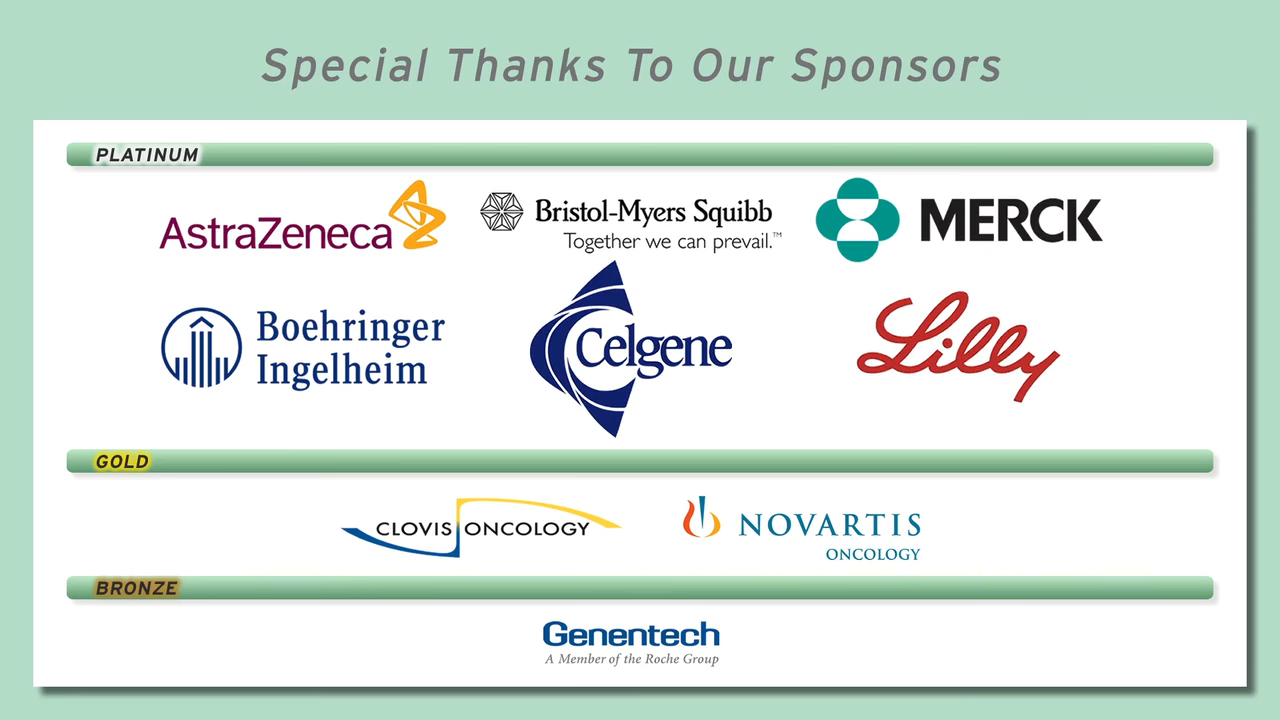 Special Thanks To Our Sponsors
PLATINUM
AstraZeneca
Bristol-Myers Squibb
Together we can prevail.™
MERCK
Boehringer
Ingelheim
Celgene
Lilly
GOLD
CLOVIS ONCOLOGY
NOVARTIS
ONCOLOGY
BRONZE
Genentech
A Member of the Roche Group